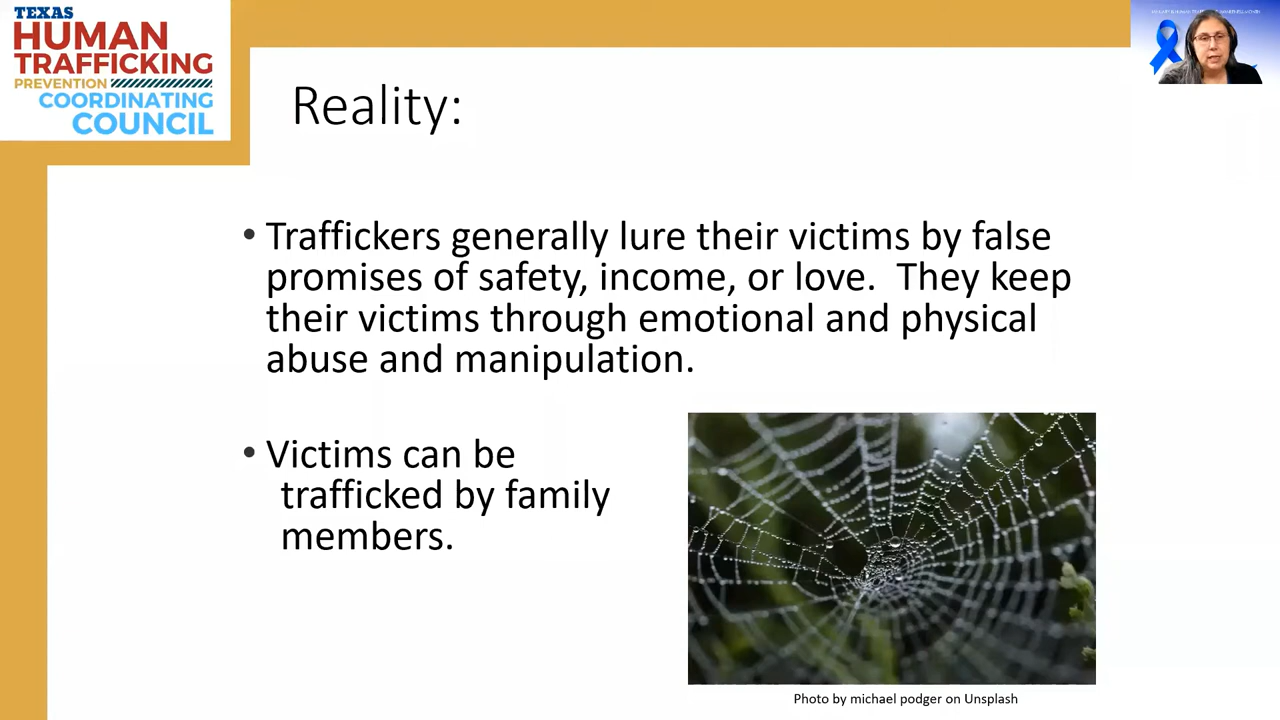 TEXAS
HUMAN
TRAFFICKING
PREVENTION
COORDINATING
COUNCIL
Reality:
• Traffickers generally lure their victims by false
promises of safety, income, or love.  They keep
their victims through emotional and physical
abuse and manipulation.
• Victims can be
trafficked by family
members.
Photo by michael podger on Unsplash